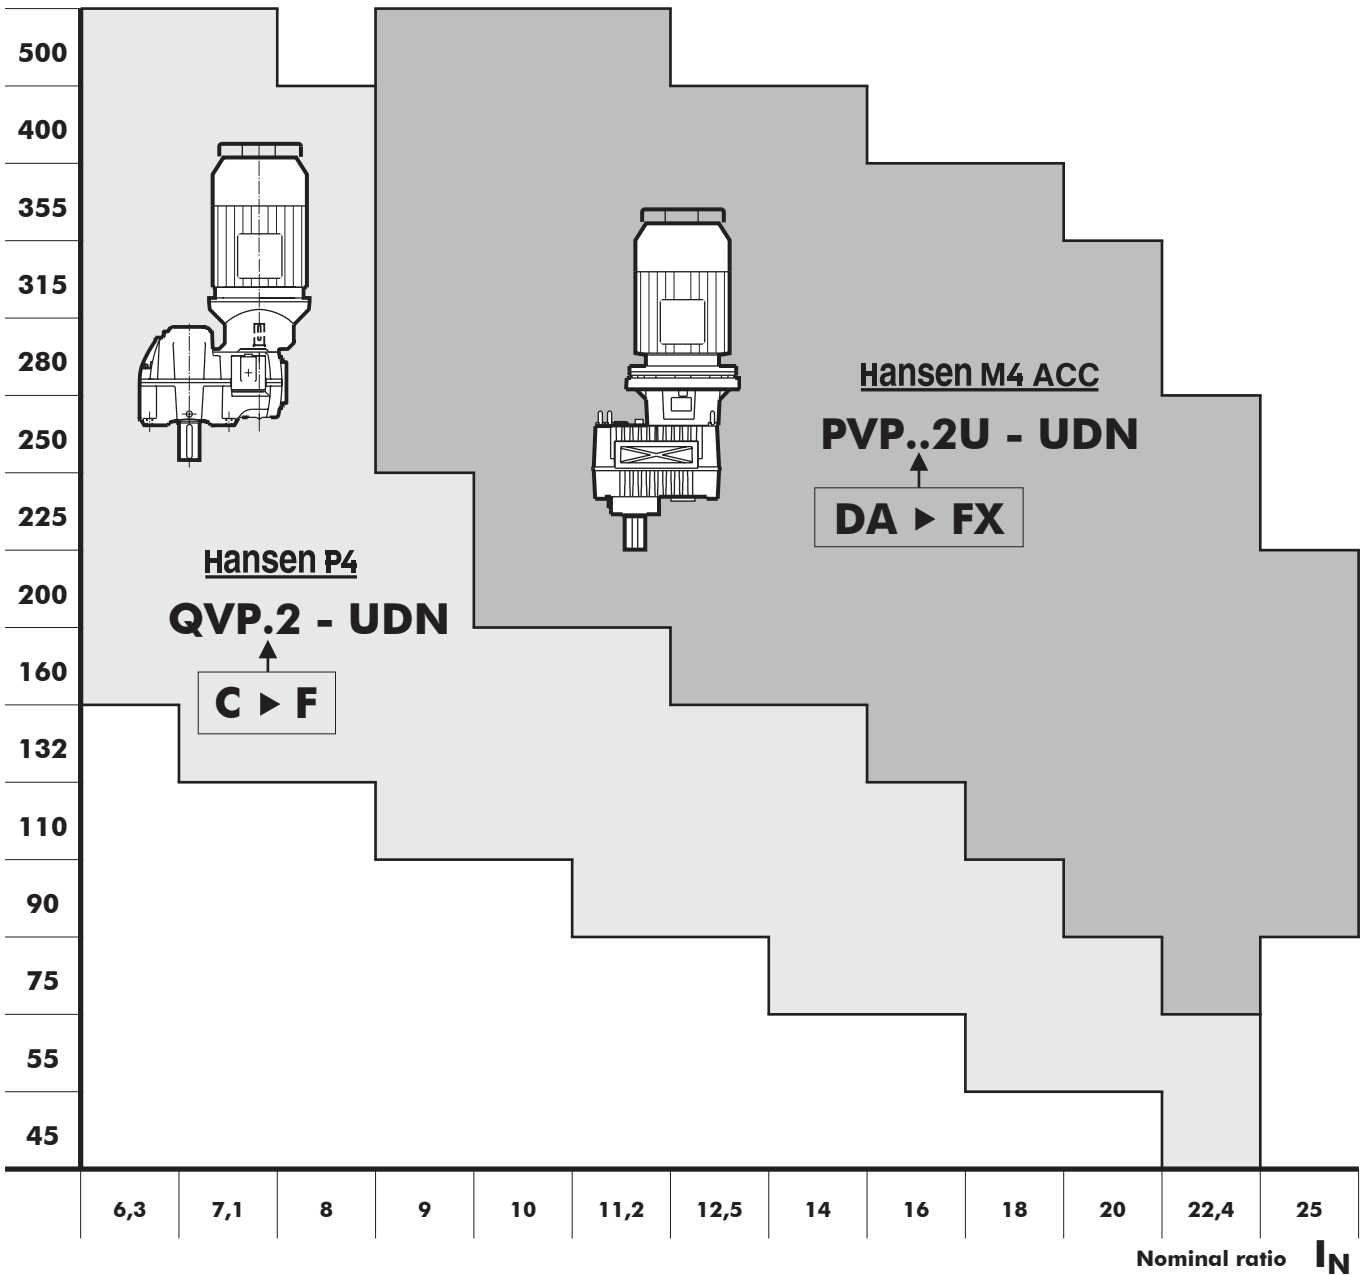 500
400
355
315
280
250
225
200
160
132
110
90
75
55
45
Hansen P4
QVP.2 - UDN
C ▶ F
Hansen M4 ACC
PVP..2U - UDN
DA ▶ FX
6,3 7,1 8 9 10 11,2 12,5 14 16 18 20 22,4 25
Nominal ratio IN